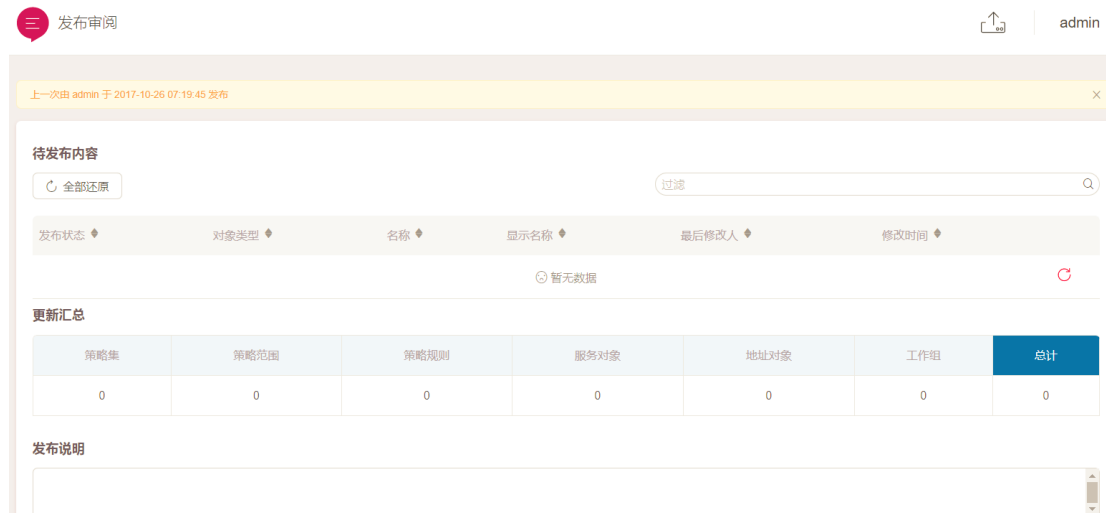 发布审阅 admin
上一次由 admin 于 2017-10-26 07:19:45 发布
待发布内容
全部还原 过滤
发布状态 对象类型 名称 显示名称 最后修改人 修改时间
暂无数据
更新汇总
策略集 策略范围 策略规则 服务对象 地址对象 工作组 总计
0 0 0 0 0 0 0
发布说明